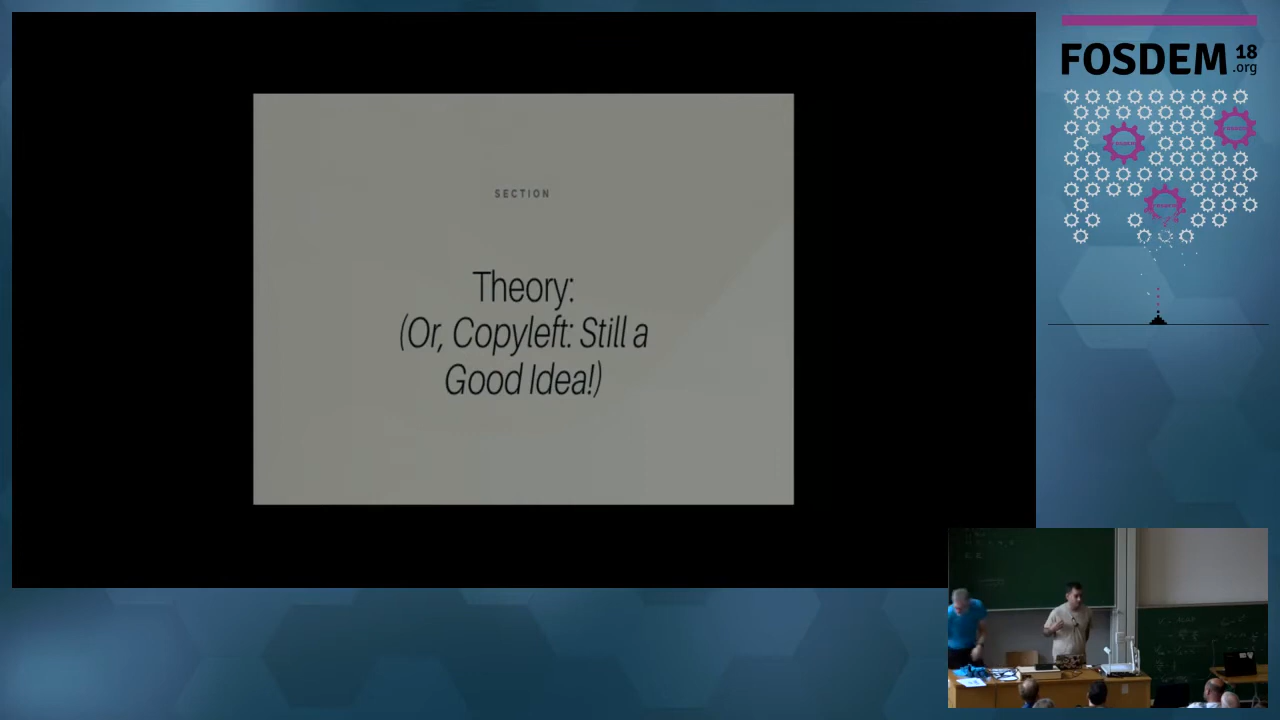 SECTION
Theory:
(Or, Copyleft: Still a
Good Idea!)
FOSDEM 18
.org